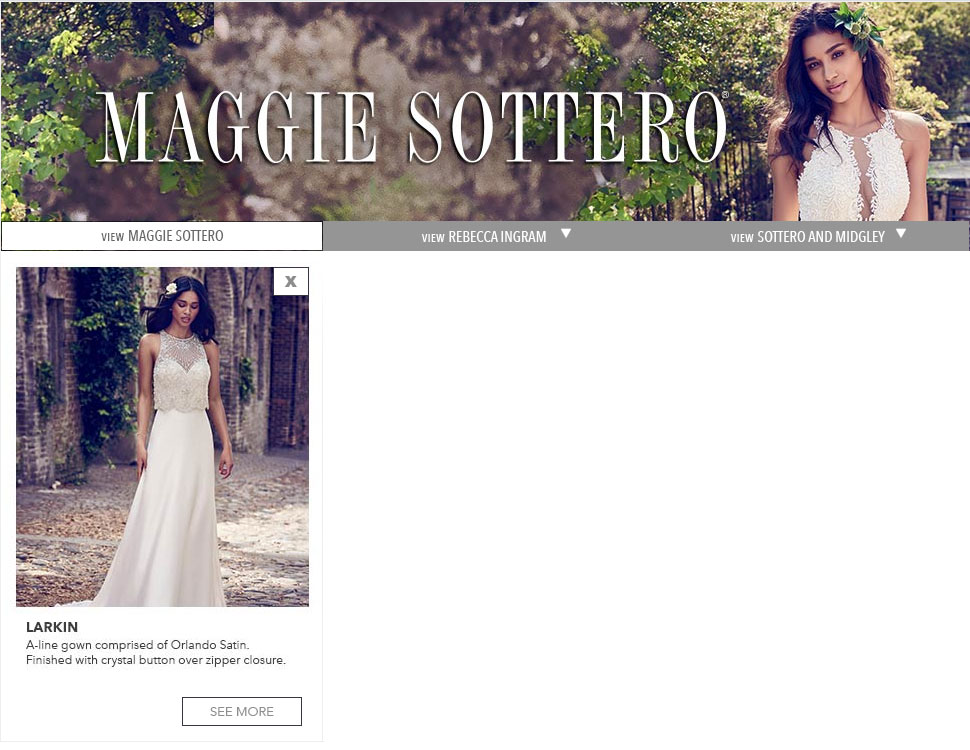 MAGGIE SOTTERO®
VIEW MAGGIE SOTTERO
VIEW REBECCA INGRAM ▼
VIEW SOTTERO AND MIDGLEY ▼
X
LARKIN
A-line gown comprised of Orlando Satin.
Finished with crystal button over zipper closure.
SEE MORE